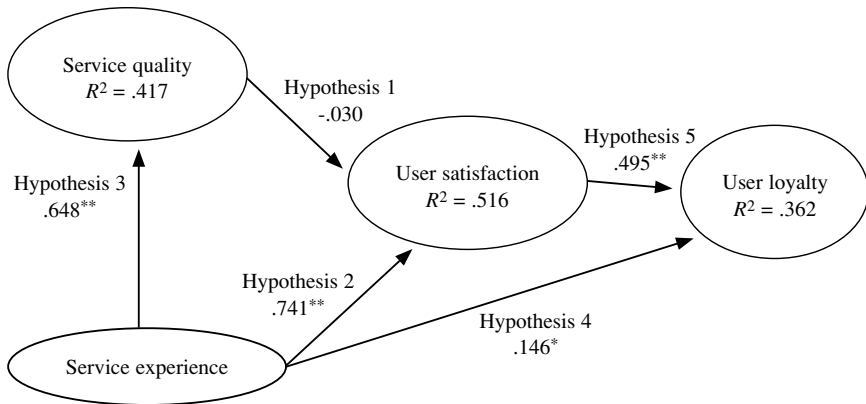 Service quality
R² = .417
Hypothesis 1
-.030
Hypothesis 5
.495**
User satisfaction
R² = .516
User loyalty
R² = .362
Hypothesis 3
.648**
Hypothesis 2
.741**
Hypothesis 4
.146*
Service experience